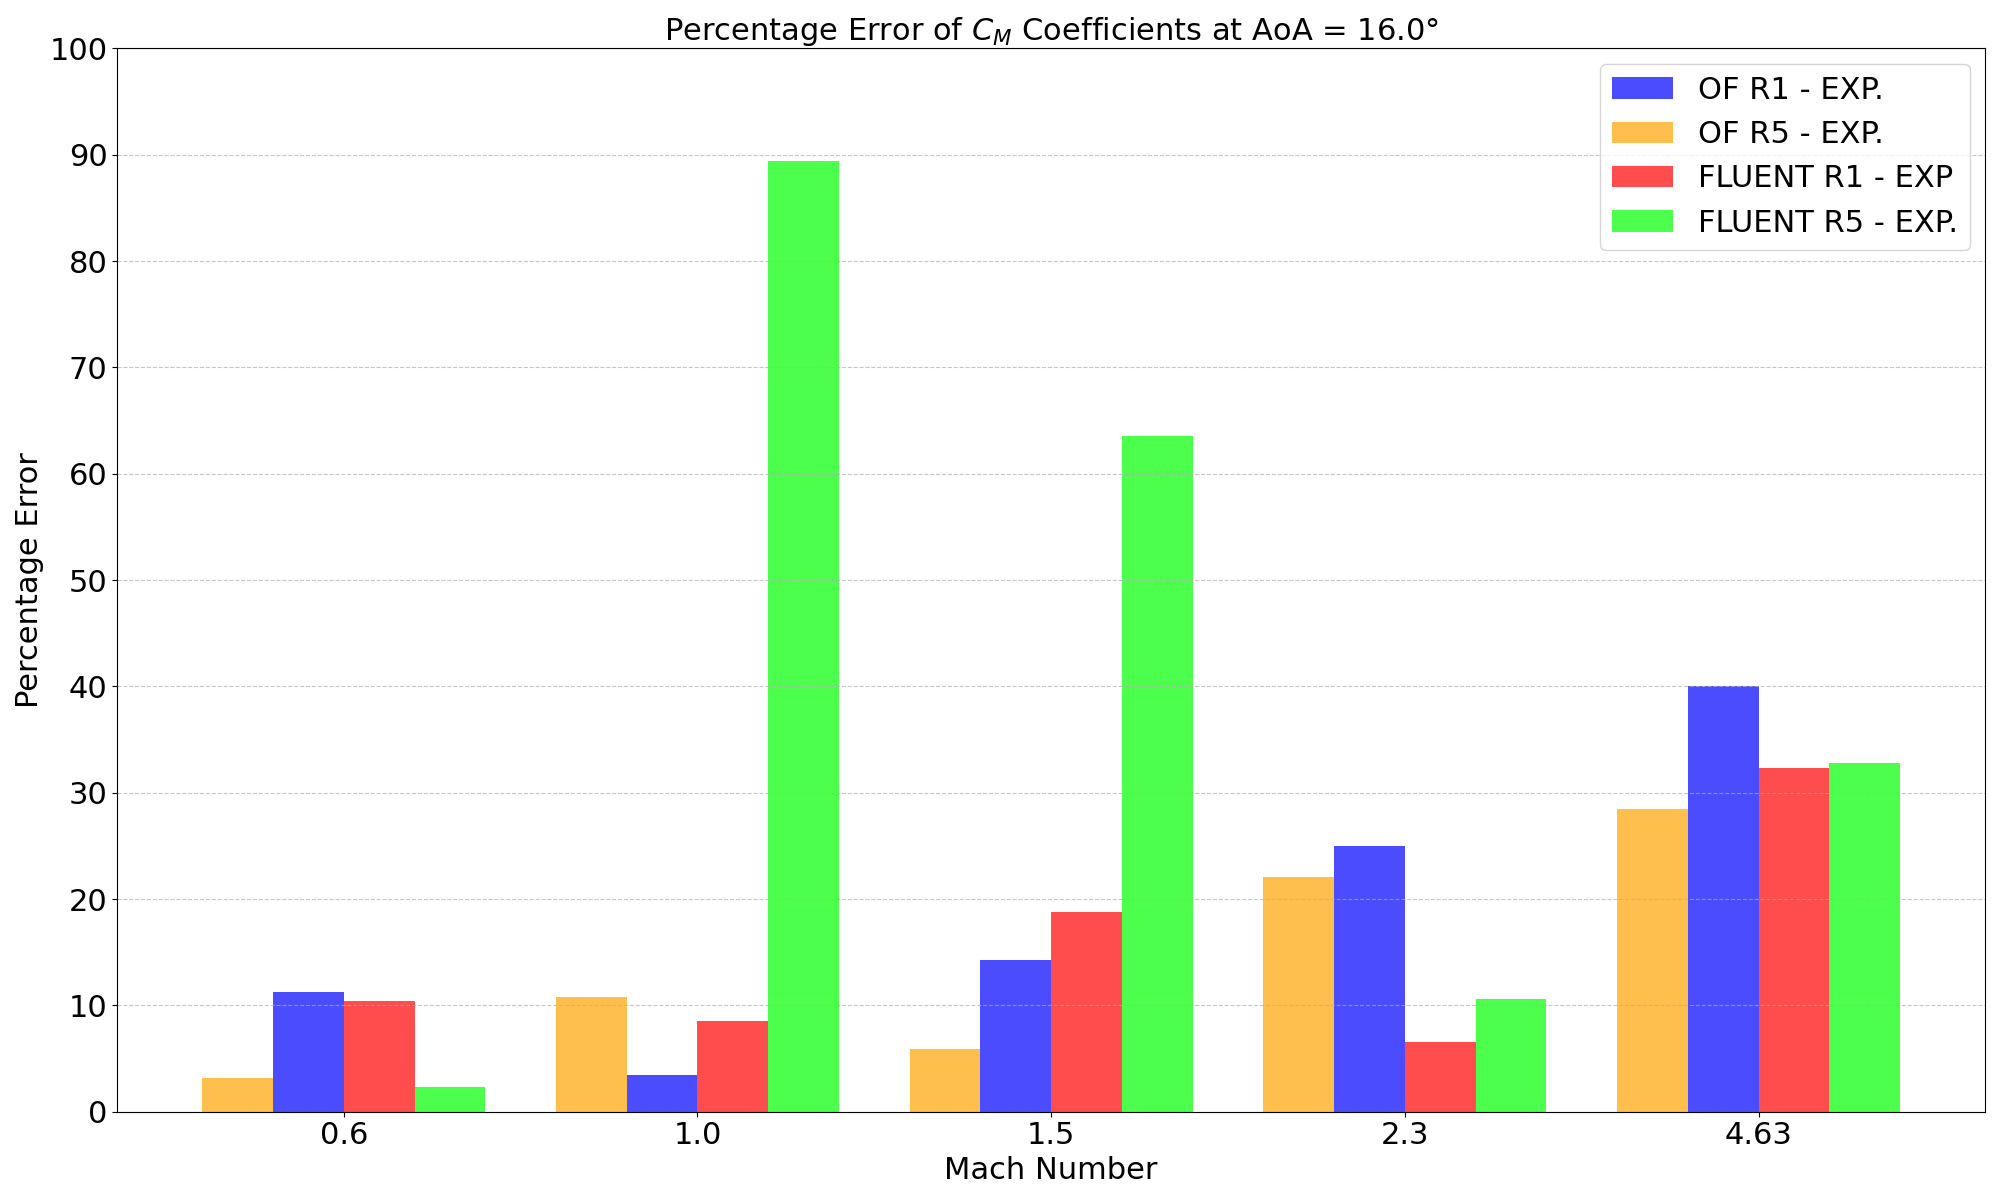 Percentage Error of C_M Coefficients at AoA = 16.0°
100
90
80
70
60
50
40
30
20
10
0
Percentage Error
OF R1 - EXP.
OF R5 - EXP.
FLUENT R1 - EXP
FLUENT R5 - EXP.
0.6 1.0 1.5 2.3 4.63
Mach Number